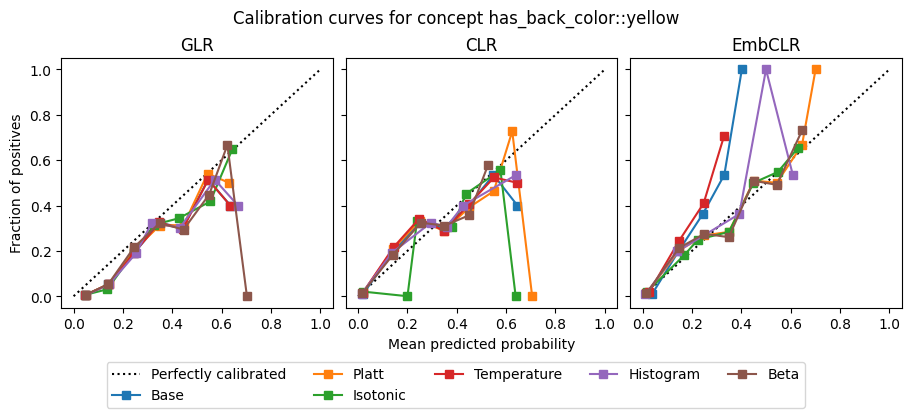 Calibration curves for concept has_back_color::yellow
GLR
CLR
EmbCLR
Fraction of positives
1.0
0.8
0.6
0.4
0.2
0.0
0.0 0.2 0.4 0.6 0.8 1.0
0.0 0.2 0.4 0.6 0.8 1.0
0.0 0.2 0.4 0.6 0.8 1.0
Mean predicted probability
Perfectly calibrated Platt Temperature Histogram Beta
Base Isotonic